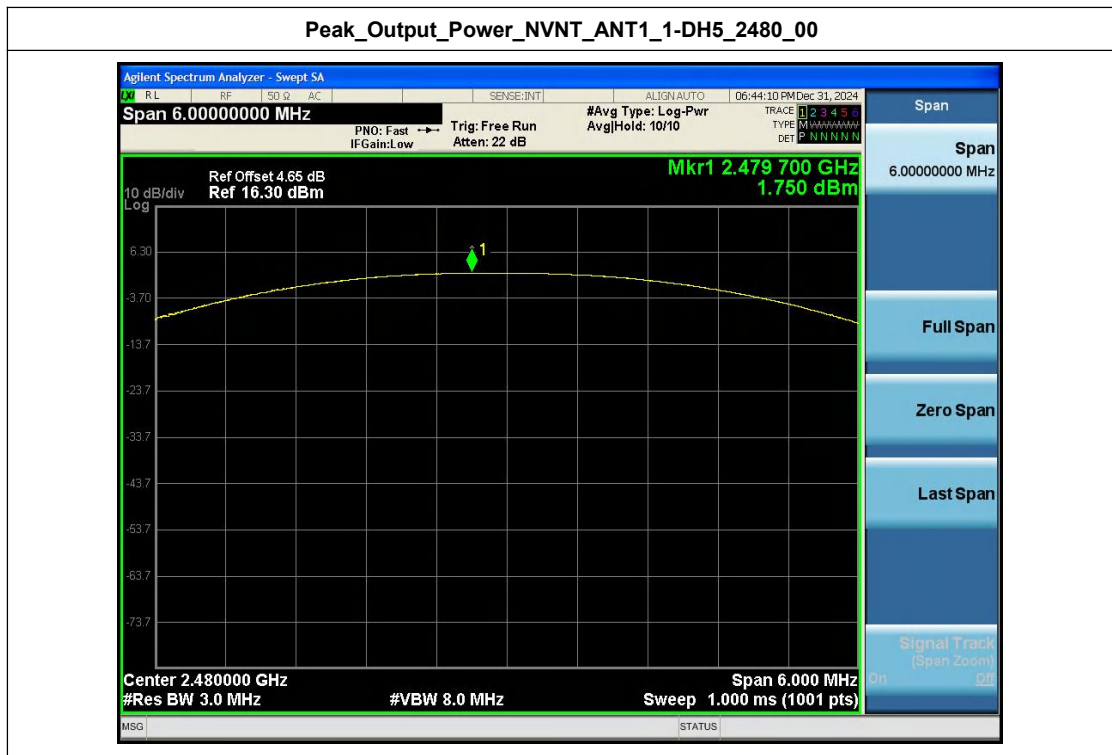 Peak_Output_Power_NVNT_ANT1_1-DH5_2480_00
Agilent Spectrum Analyzer - Swept SA
LXI RL RF 50 Ω AC SENSE:INT ALIGN AUTO 06:44:10 PM Dec 31, 2024
Span 6.00000000 MHz
PNO: Fast
IFGain:Low
Trig: Free Run
Atten: 22 dB
#Avg Type: Log-Pwr
Avg|Hold: 10/10
TRACE 1 2 3 4 5 6
TYPE M W W W W W
DET P N N N N N
Span
Span
6.00000000 MHz
Full Span
Zero Span
Last Span
Signal Track
(Span Zoom)
On Off
Mkr1 2.479 700 GHz
1.750 dBm
Ref Offset 4.65 dB
10 dB/div Ref 16.30 dBm
Log
1
6.30
-3.70
-13.7
-23.7
-33.7
-43.7
-53.7
-63.7
-73.7
Center 2.480000 GHz Span 6.000 MHz
#Res BW 3.0 MHz #VBW 8.0 MHz Sweep 1.000 ms (1001 pts)
MSG STATUS